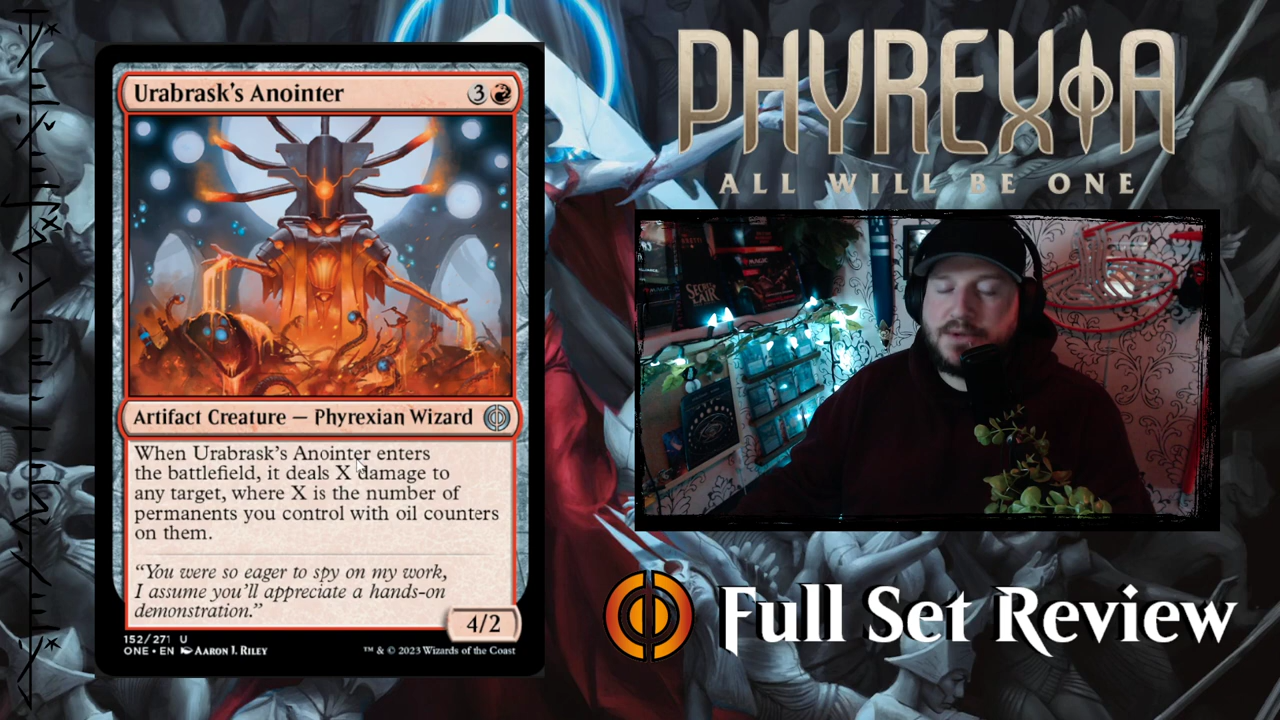 Urabrask's Anointer 3
Artifact Creature — Phyrexian Wizard
When Urabrask's Anointer enters
the battlefield, it deals X damage to
any target, where X is the number of
permanents you control with oil counters
on them.
“You were so eager to spy on my work,
I assume you'll appreciate a hands-on
demonstration.”
4/2
152/271 U
ONE • EN Aaron J. Riley
™ & © 2023 Wizards of the Coast
PHYREXIA
ALL WILL BE ONE
SECRET
LAIR
MAGIC
Full Set Review